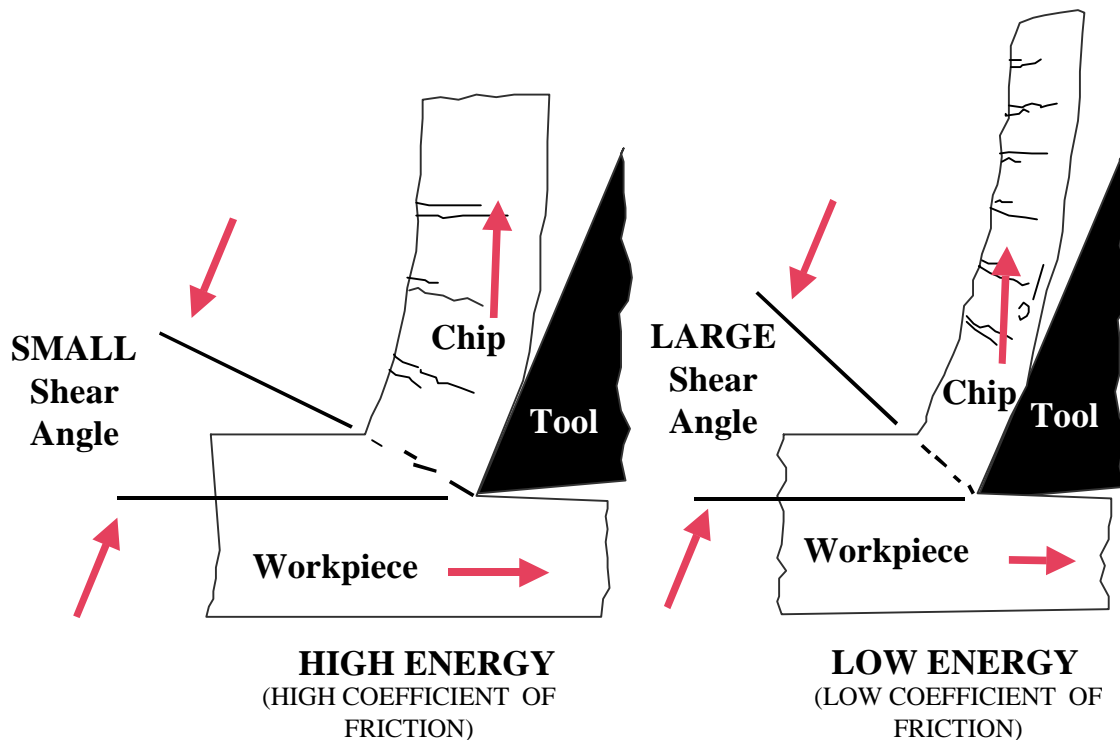 SMALL
Shear
Angle
Chip
Tool
Workpiece
HIGH ENERGY
(HIGH COEFFICIENT OF
FRICTION)
LARGE
Shear
Angle
Chip
Tool
Workpiece
LOW ENERGY
(LOW COEFFICIENT OF
FRICTION)